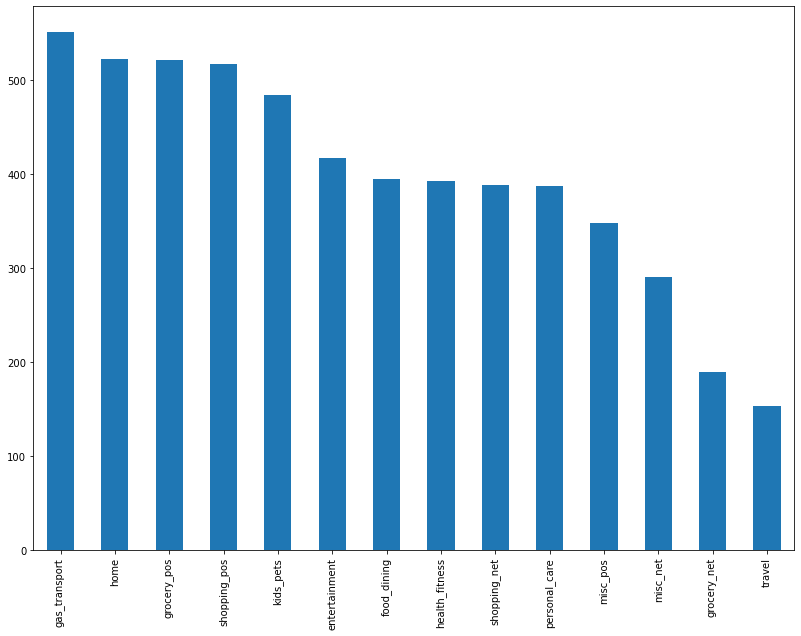 500
400
300
200
100
0
gas_transport
home
grocery_pos
shopping_pos
kids_pets
entertainment
food_dining
health_fitness
shopping_net
personal_care
misc_pos
misc_net
grocery_net
travel